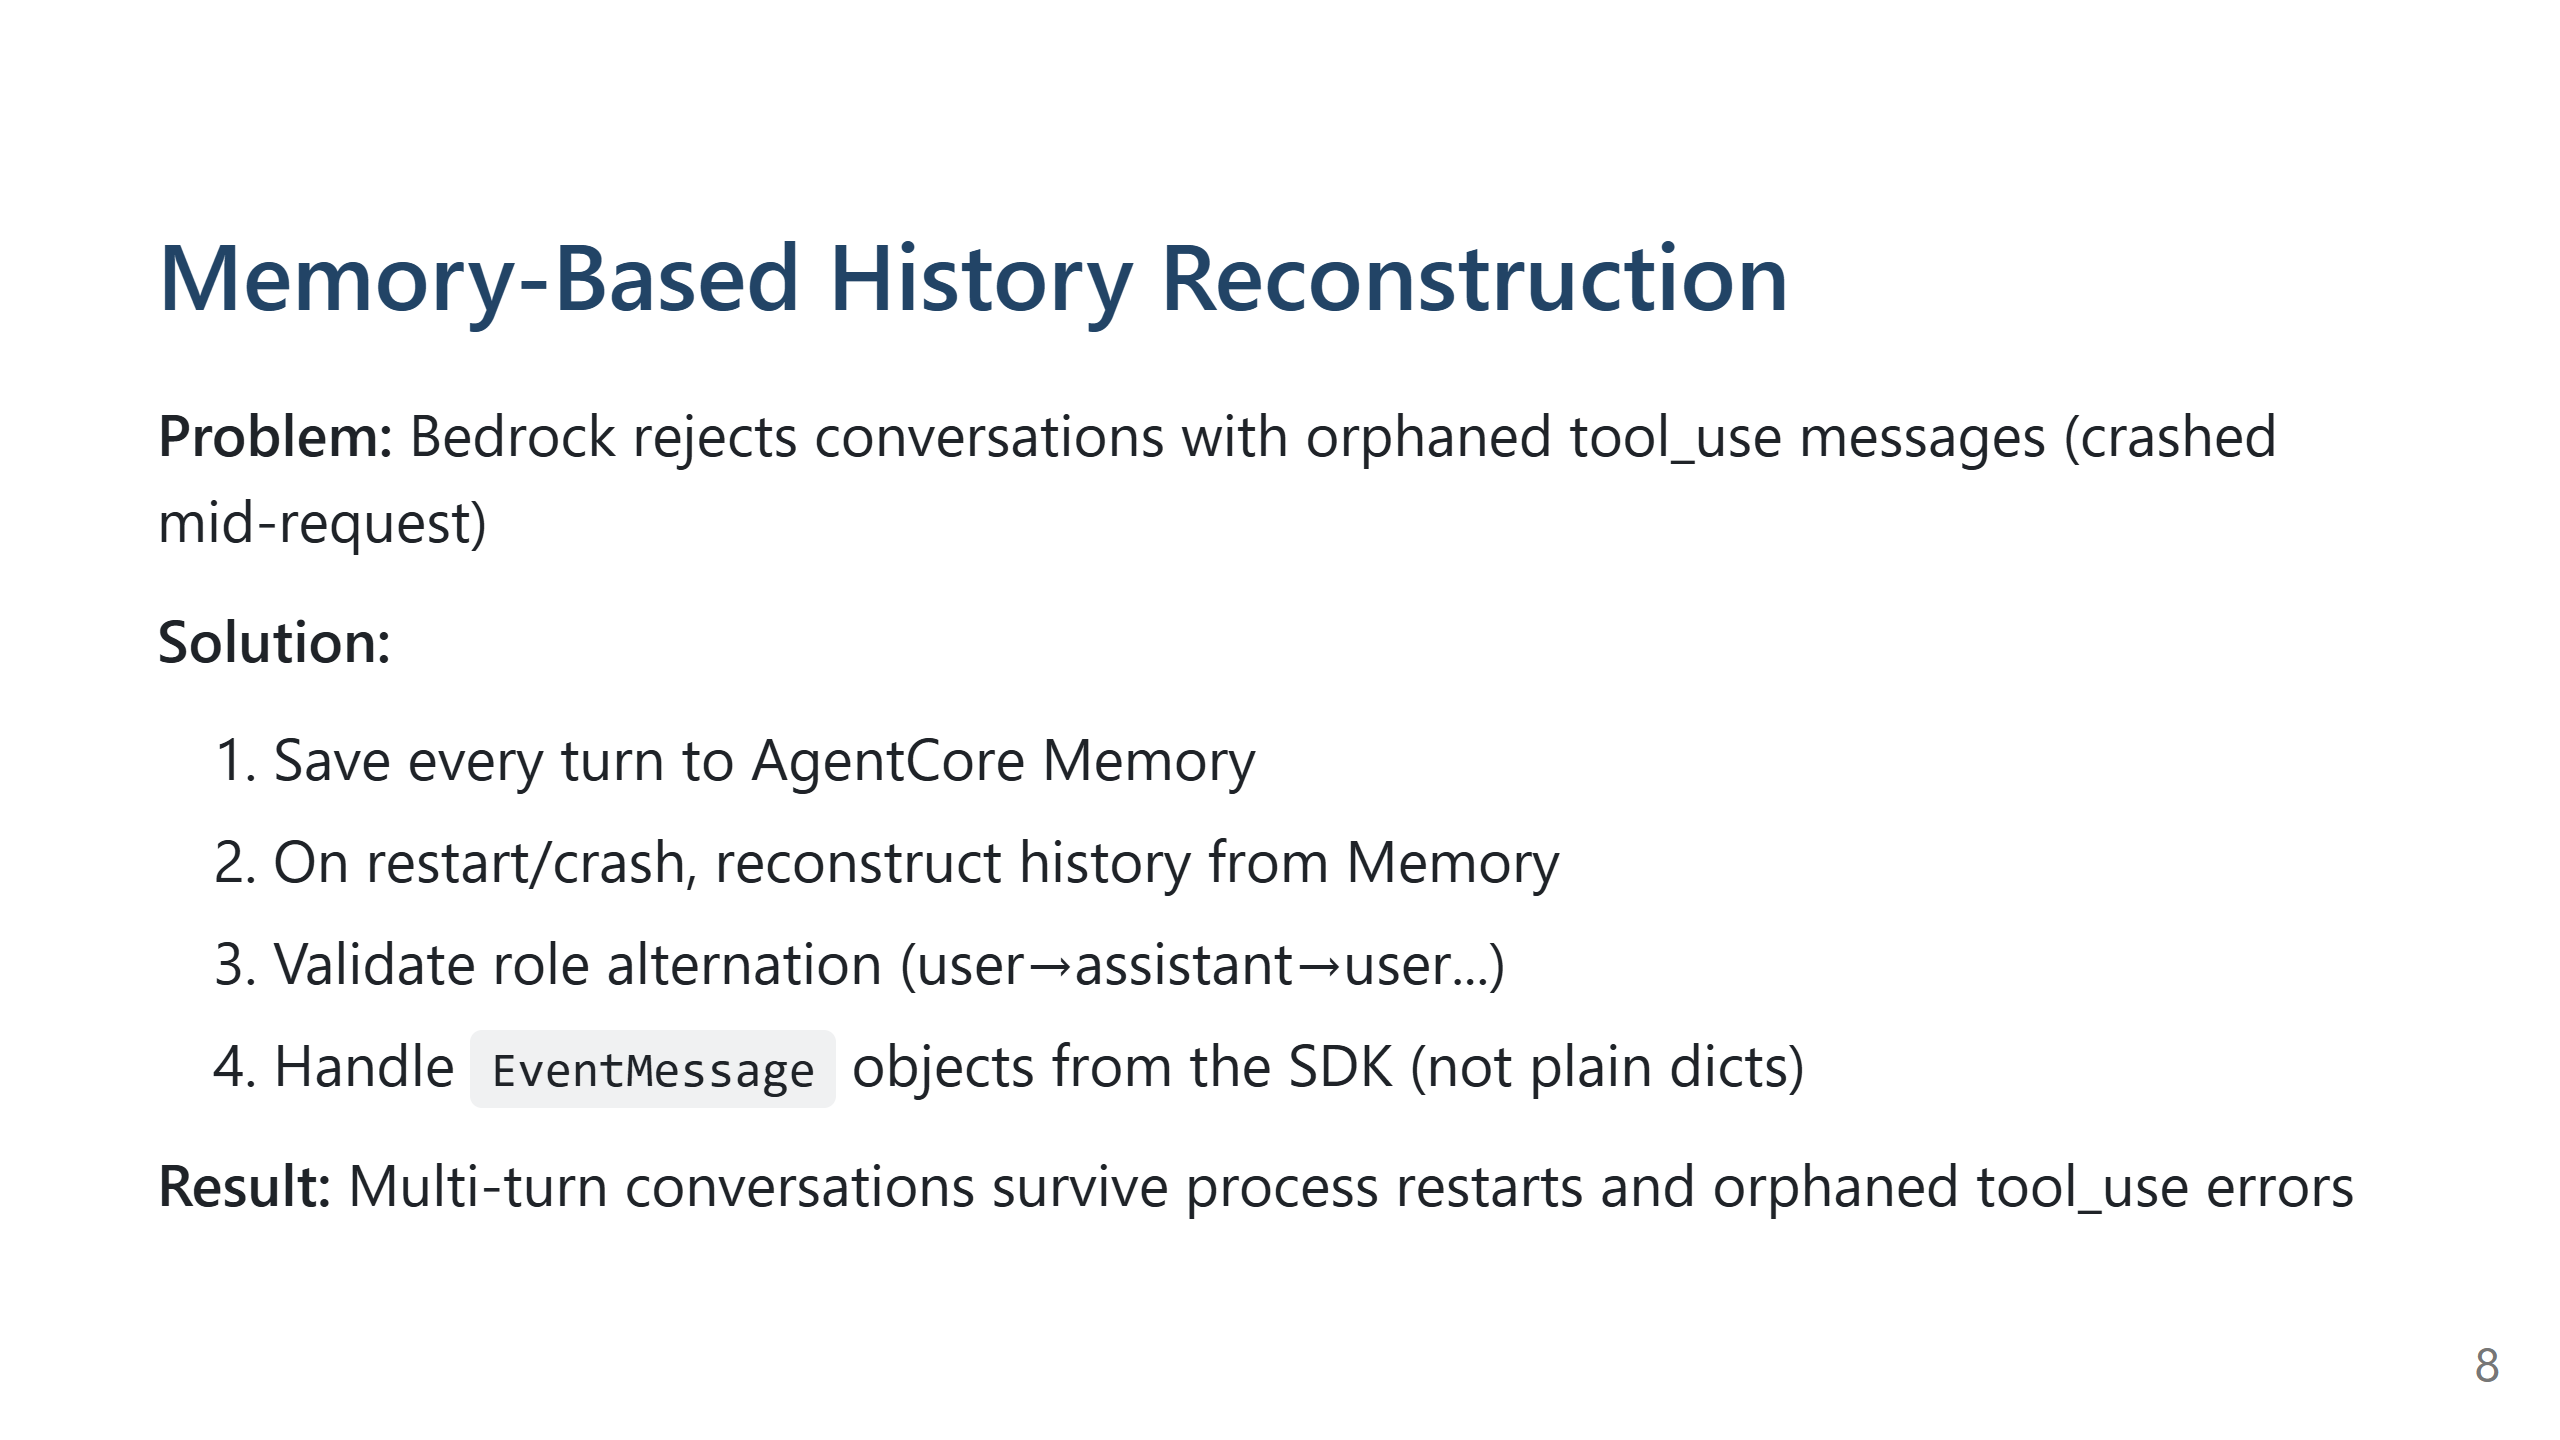 Memory-Based History Reconstruction
Problem: Bedrock rejects conversations with orphaned tool_use messages (crashed
mid-request)
Solution:
1. Save every turn to AgentCore Memory
2. On restart/crash, reconstruct history from Memory
3. Validate role alternation (user→assistant→user...)
4. Handle EventMessage objects from the SDK (not plain dicts)
Result: Multi-turn conversations survive process restarts and orphaned tool_use errors
8